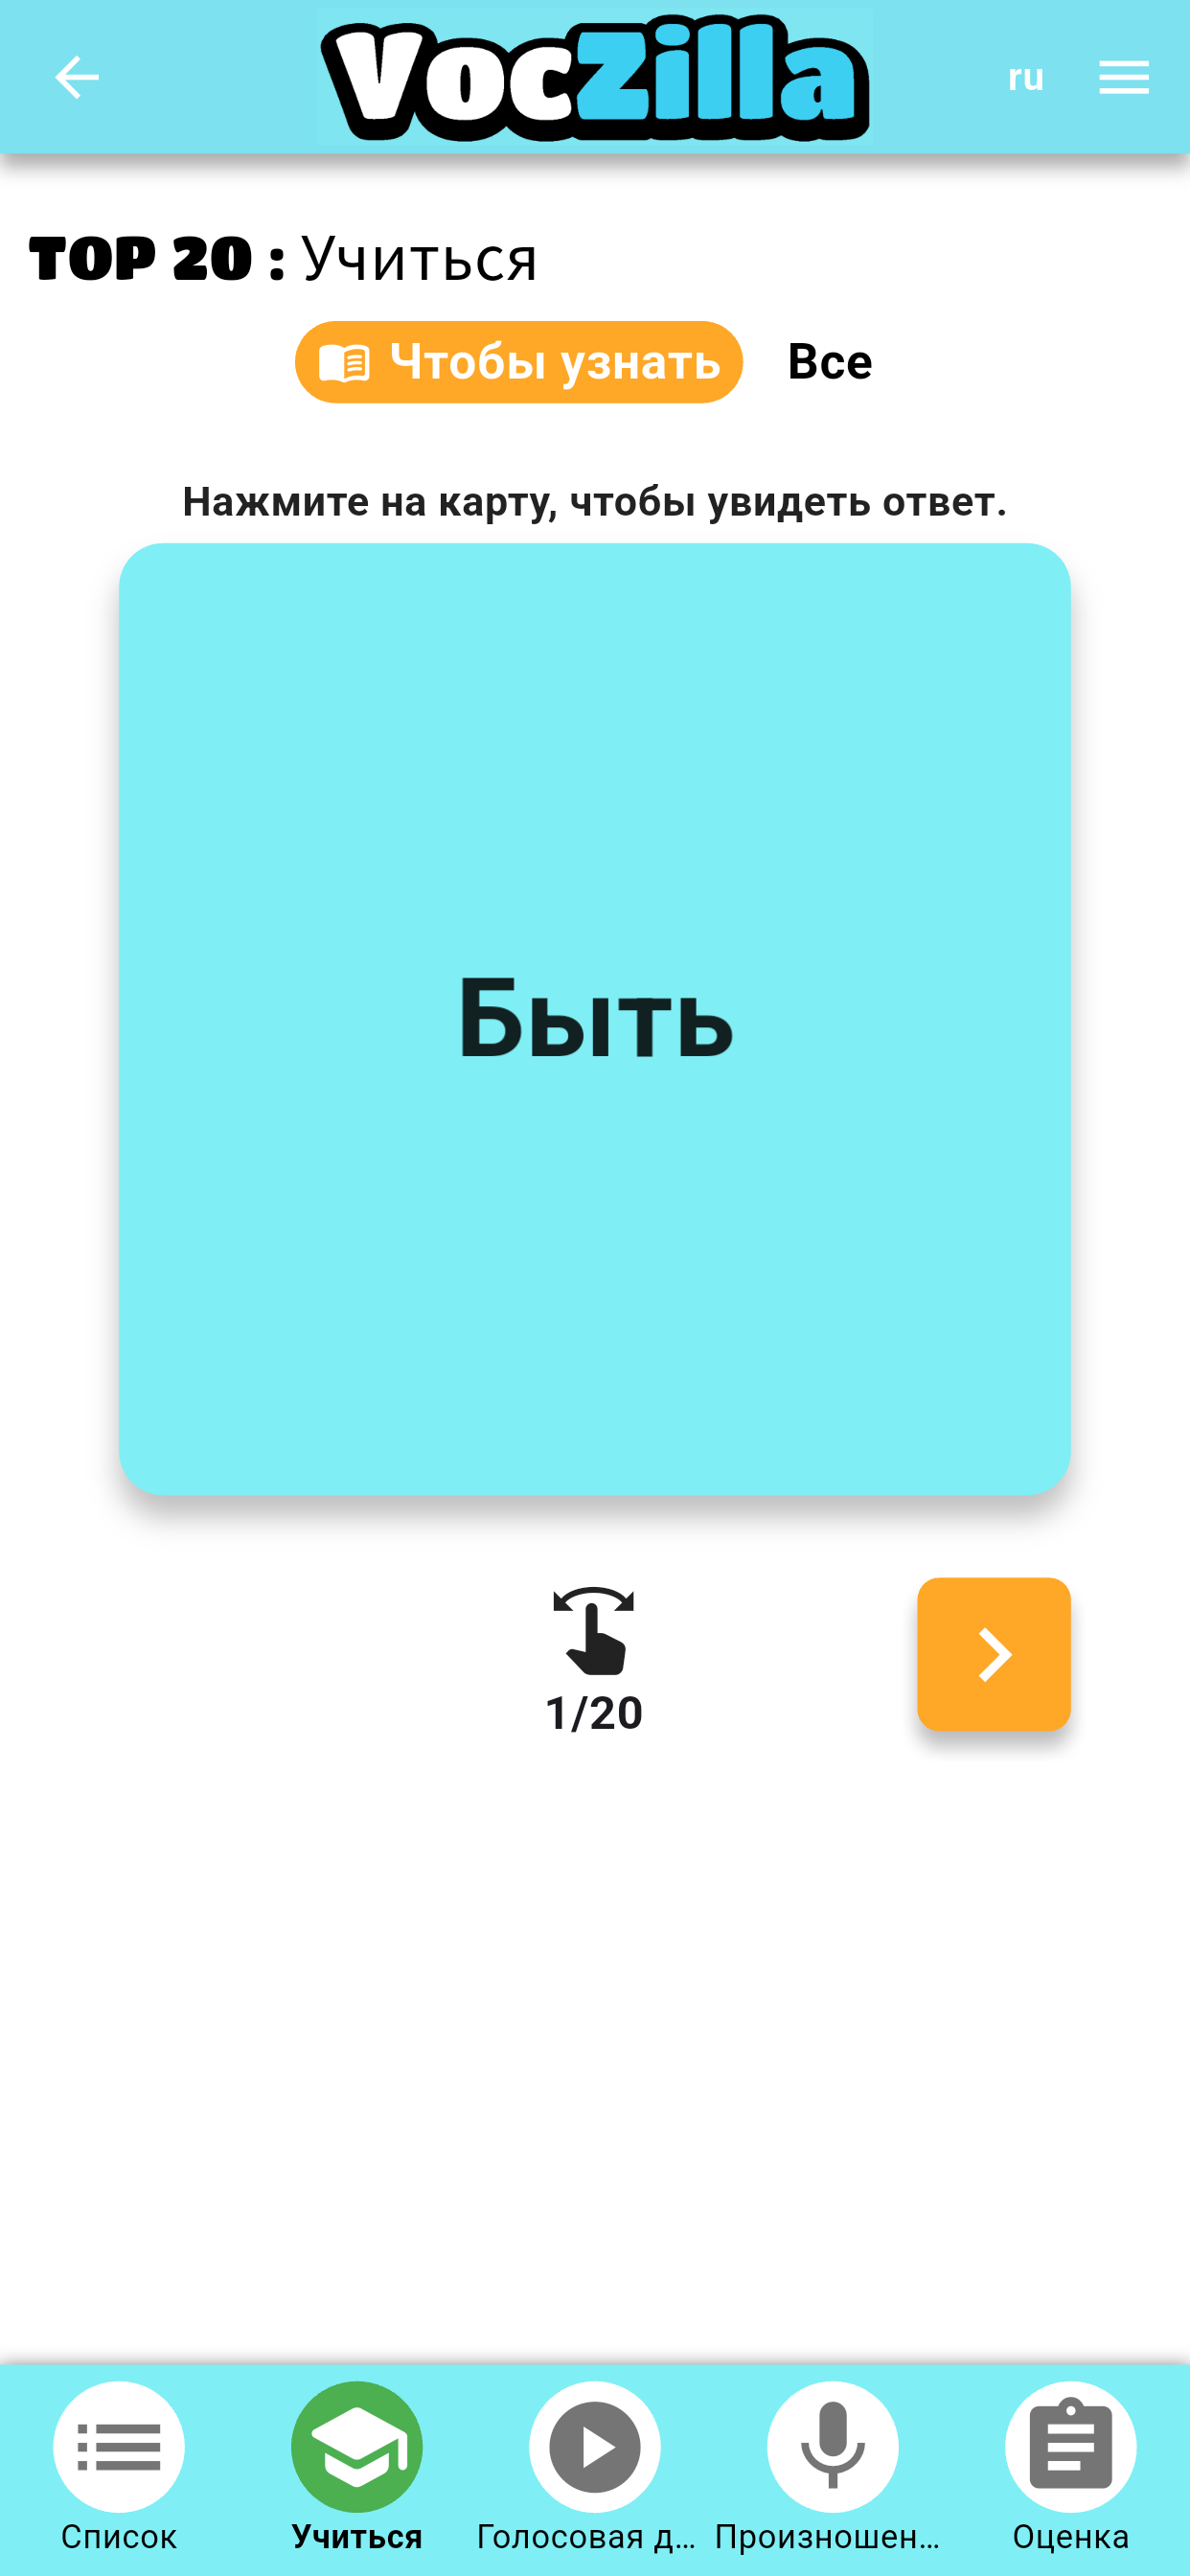 VocZilla
ru
TOP 20 : Учиться
Чтобы узнать
Все
Нажмите на карту, чтобы увидеть ответ.
Быть
1/20
Список
Учиться
Голосовая д...
Произношен...
Оценка